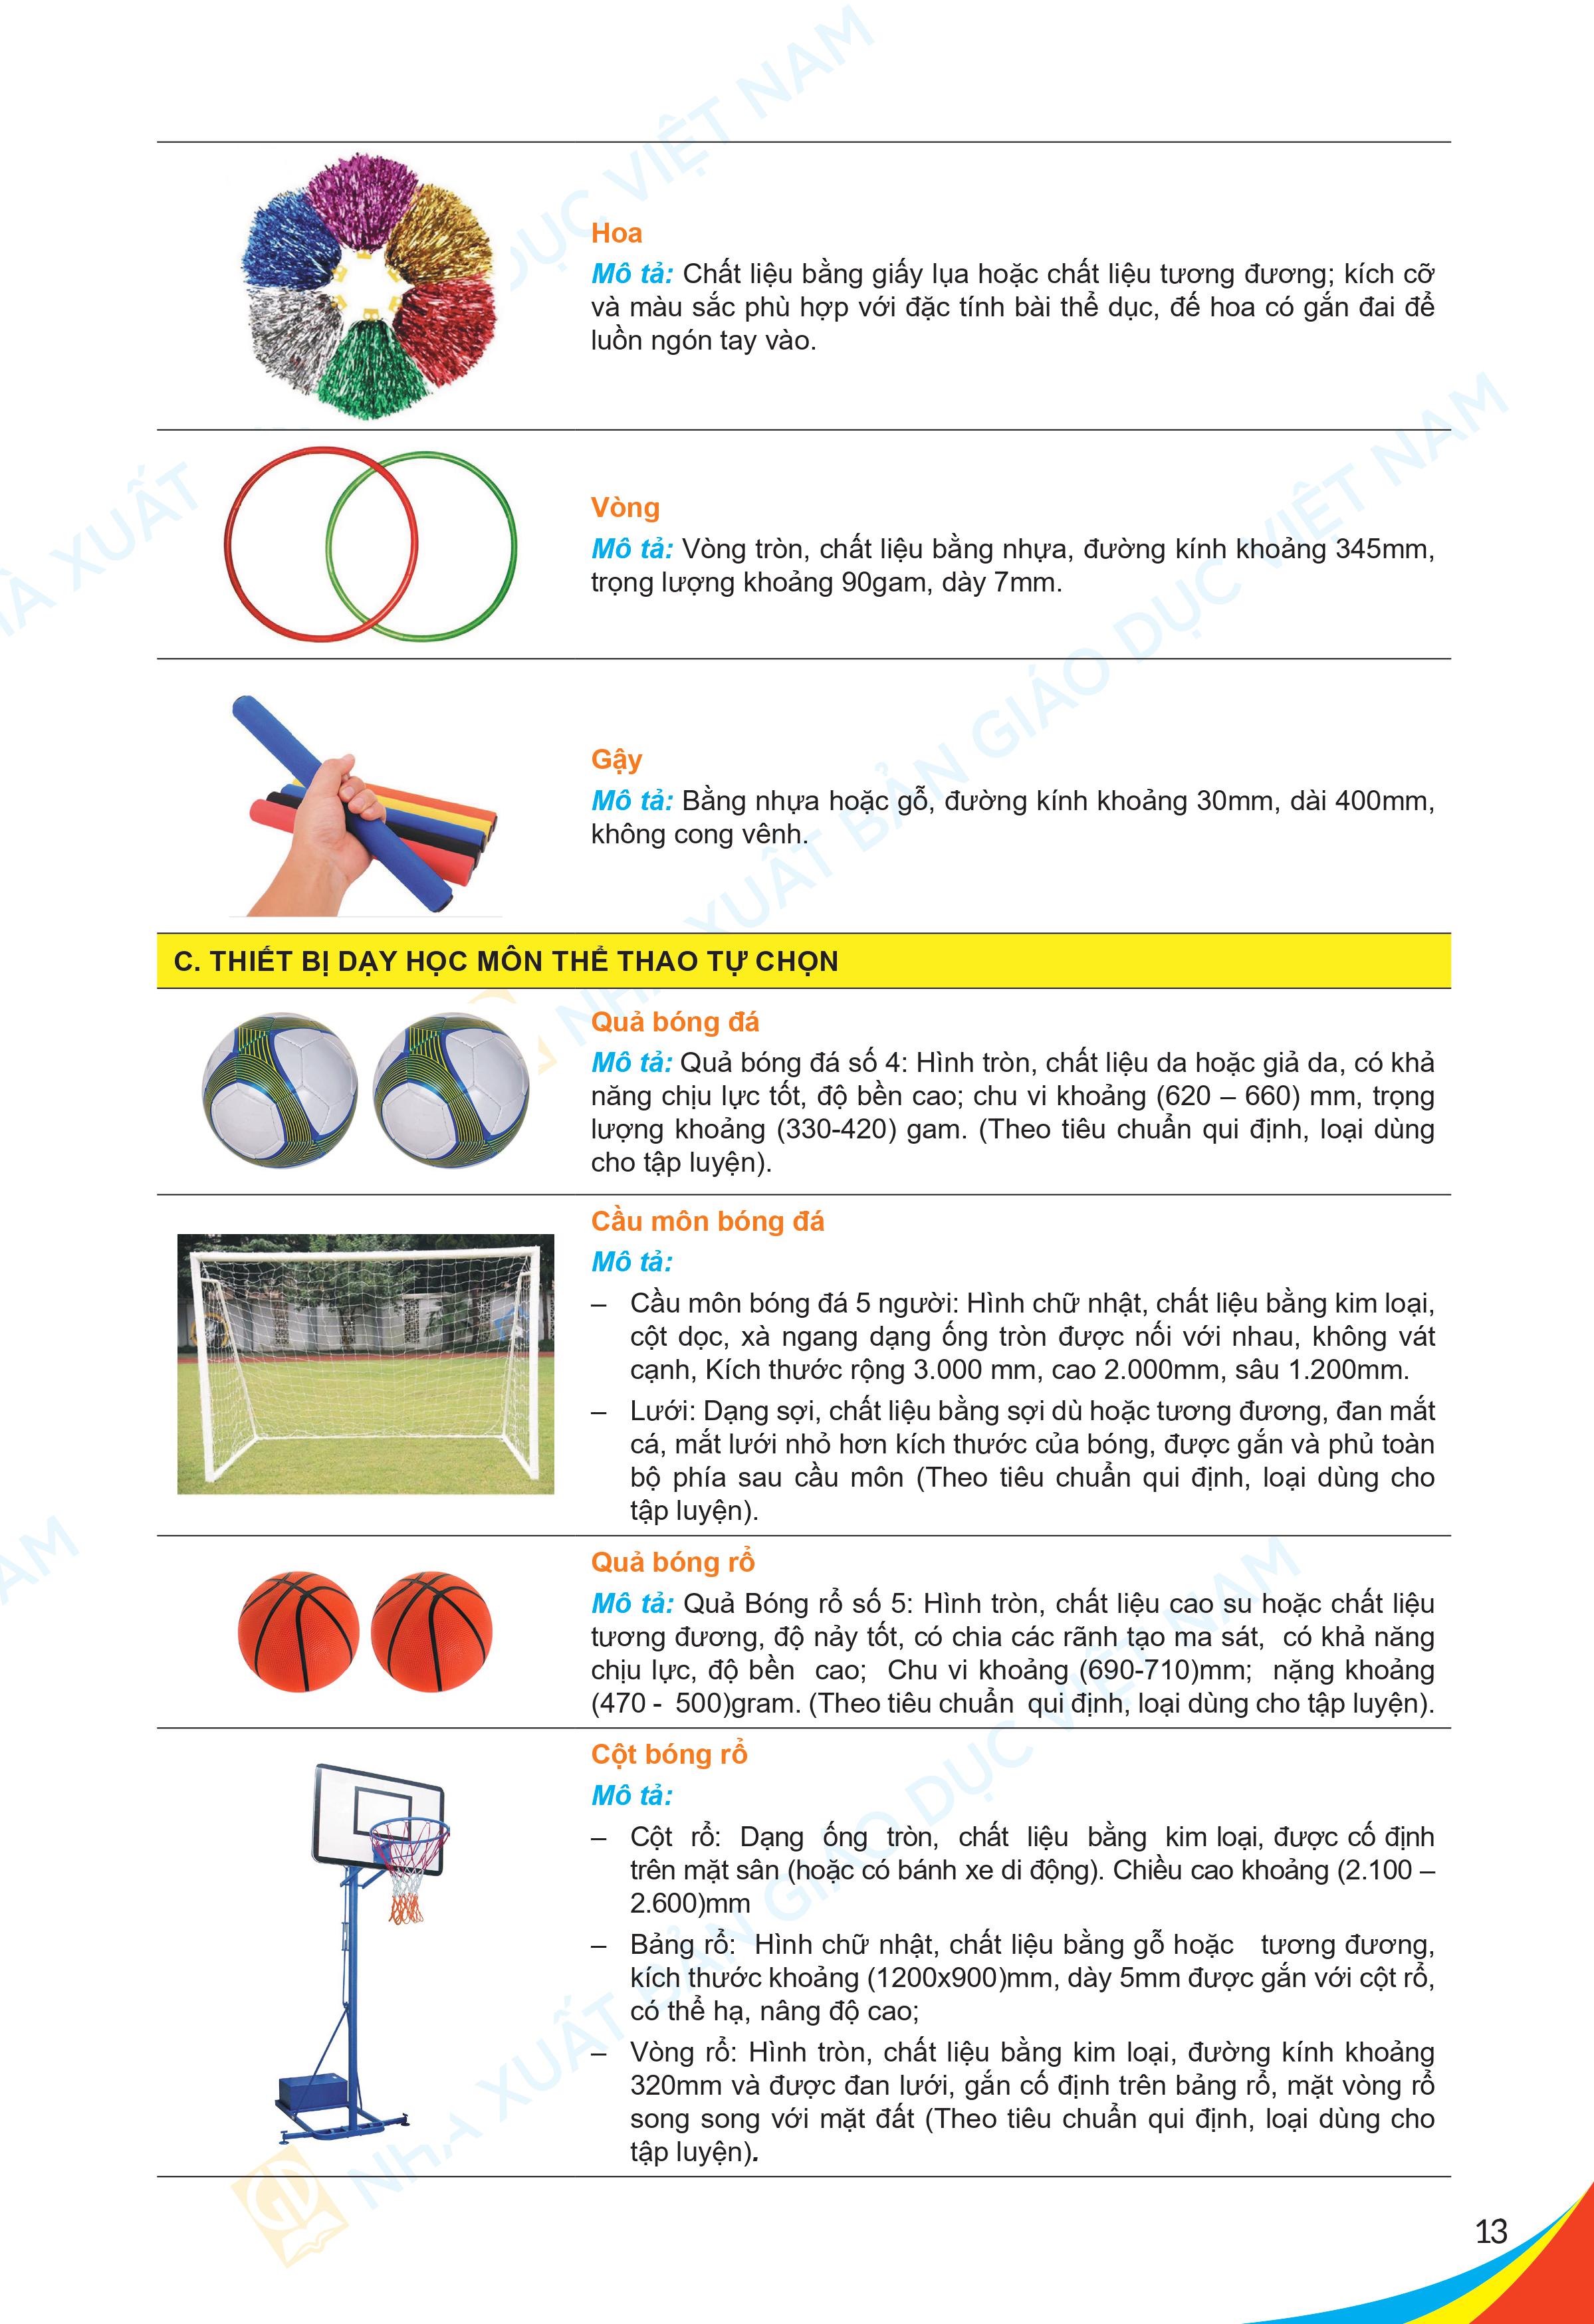 Hoa
Mô tả: Chất liệu bằng giấy lụa hoặc chất liệu tương đương; kích cỡ
và màu sắc phù hợp với đặc tính bài thể dục, đế hoa có gắn đai để
luồn ngón tay vào.
Vòng
Mô tả: Vòng tròn, chất liệu bằng nhựa, đường kính khoảng 345mm,
trọng lượng khoảng 90gam, dày 7mm.
Gậy
Mô tả: Bằng nhựa hoặc gỗ, đường kính khoảng 30mm, dài 400mm,
không cong vênh.
C. THIẾT BỊ DẠY HỌC MÔN THỂ THAO TỰ CHỌN
Quả bóng đá
Mô tả: Quả bóng đá số 4: Hình tròn, chất liệu da hoặc giả da, có khả
năng chịu lực tốt, độ bền cao; chu vi khoảng (620 – 660) mm, trọng
lượng khoảng (330-420) gam. (Theo tiêu chuẩn qui định, loại dùng
cho tập luyện).
Cầu môn bóng đá
Mô tả:
– Cầu môn bóng đá 5 người: Hình chữ nhật, chất liệu bằng kim loại,
cột dọc, xà ngang dạng ống tròn được nối với nhau, không vát
cạnh, Kích thước rộng 3.000 mm, cao 2.000mm, sâu 1.200mm.
– Lưới: Dạng sợi, chất liệu bằng sợi dù hoặc tương đương, đan mắt
cá, mắt lưới nhỏ hơn kích thước của bóng, được gắn và phủ toàn
bộ phía sau cầu môn (Theo tiêu chuẩn qui định, loại dùng cho
tập luyện).
Quả bóng rổ
Mô tả: Quả Bóng rổ số 5: Hình tròn, chất liệu cao su hoặc chất liệu
tương đương, độ nảy tốt, có chia các rãnh tạo ma sát, có khả năng
chịu lực, độ bền cao; Chu vi khoảng (690-710)mm; nặng khoảng
(470 - 500)gram. (Theo tiêu chuẩn qui định, loại dùng cho tập luyện).
Cột bóng rổ
Mô tả:
– Cột rổ: Dạng ống tròn, chất liệu bằng kim loại, được cố định
trên mặt sân (hoặc có bánh xe di động). Chiều cao khoảng (2.100 –
2.600)mm
– Bảng rổ: Hình chữ nhật, chất liệu bằng gỗ hoặc tương đương,
kích thước khoảng (1200x900)mm, dày 5mm được gắn với cột rổ,
có thể hạ, nâng độ cao;
– Vòng rổ: Hình tròn, chất liệu bằng kim loại, đường kính khoảng
320mm và được đan lưới, gắn cố định trên bảng rổ, mặt vòng rổ
song song với mặt đất (Theo tiêu chuẩn qui định, loại dùng cho
tập luyện).
13
NHÀ XUẤT BẢN GIÁO DỤC VIỆT NAM